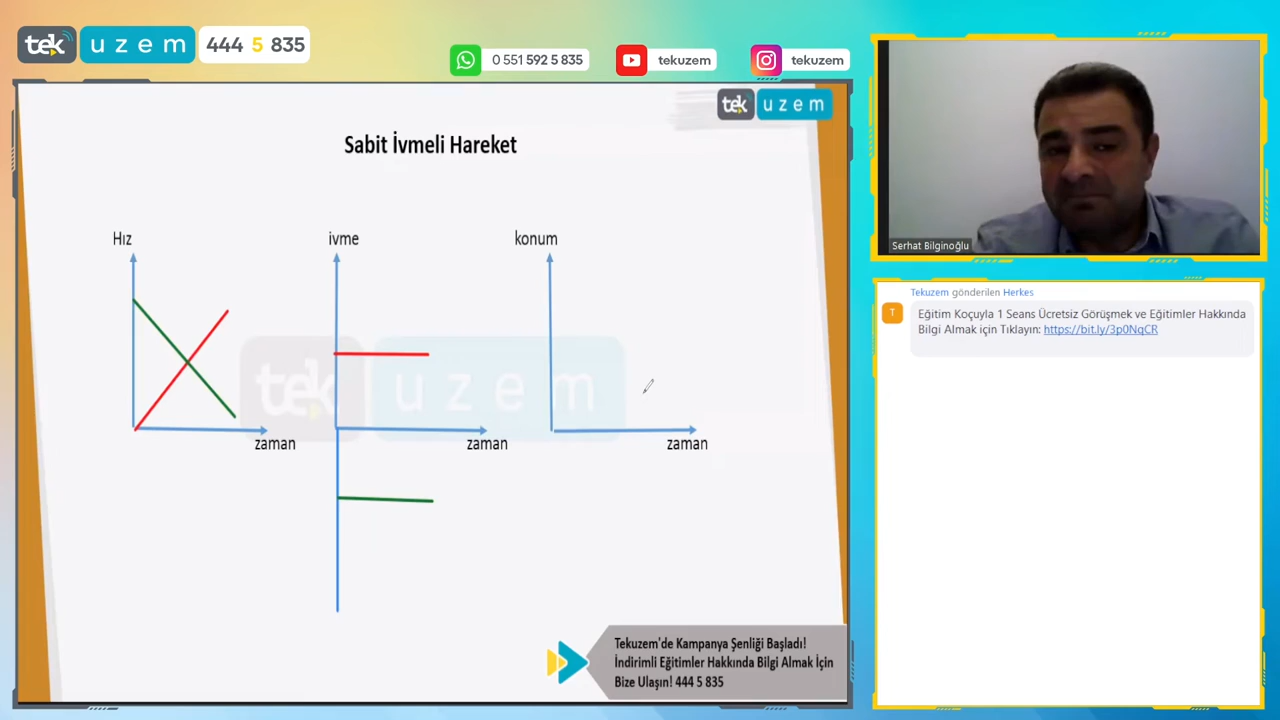 tek uzem 444 5 835
0 551 592 5 835
tekuzem
tekuzem
tek uzem
Sabit İvmeli Hareket
Hız
ivme
konum
tek uzem
zaman
zaman
zaman
Tekuzem'de Kampanya Şenliği Başladı!
İndirimli Eğitimler Hakkında Bilgi Almak İçin
Bize Ulaşın! 444 5 835
Serhat Bilginoğlu
Tekuzem gönderilen Herkes
T
Eğitim Koçuyla 1 Seans Ücretsiz Görüşmek ve Eğitimler Hakkında
Bilgi Almak için Tıklayın: https://bit.ly/3p0NqCR